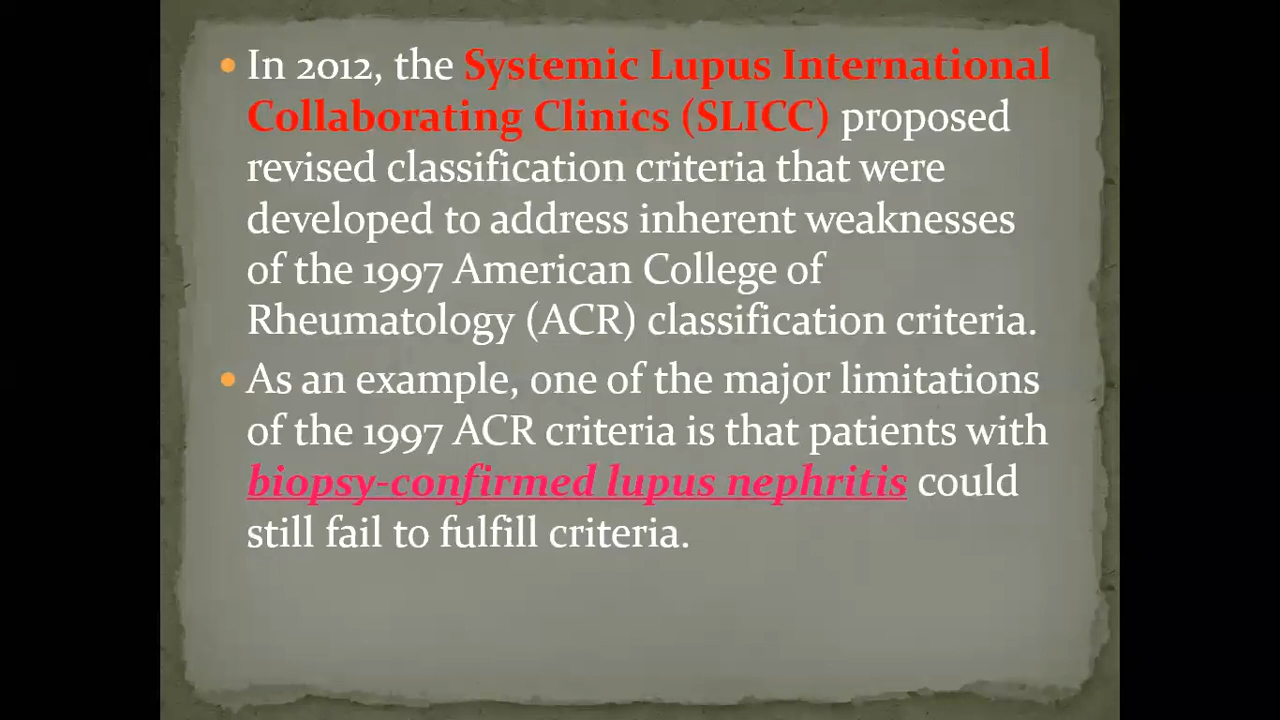 • In 2012, the Systemic Lupus International
Collaborating Clinics (SLICC) proposed
revised classification criteria that were
developed to address inherent weaknesses
of the 1997 American College of
Rheumatology (ACR) classification criteria.
• As an example, one of the major limitations
of the 1997 ACR criteria is that patients with
biopsy-confirmed lupus nephritis could
still fail to fulfill criteria.